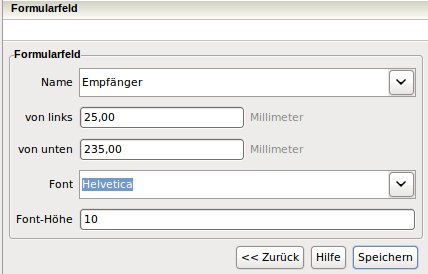 Formularfeld
Formularfeld
Name Empfänger
von links 25,00 Millimeter
von unten 235,00 Millimeter
Font Helvetica
Font-Höhe 10
<< Zurück Hilfe Speichern